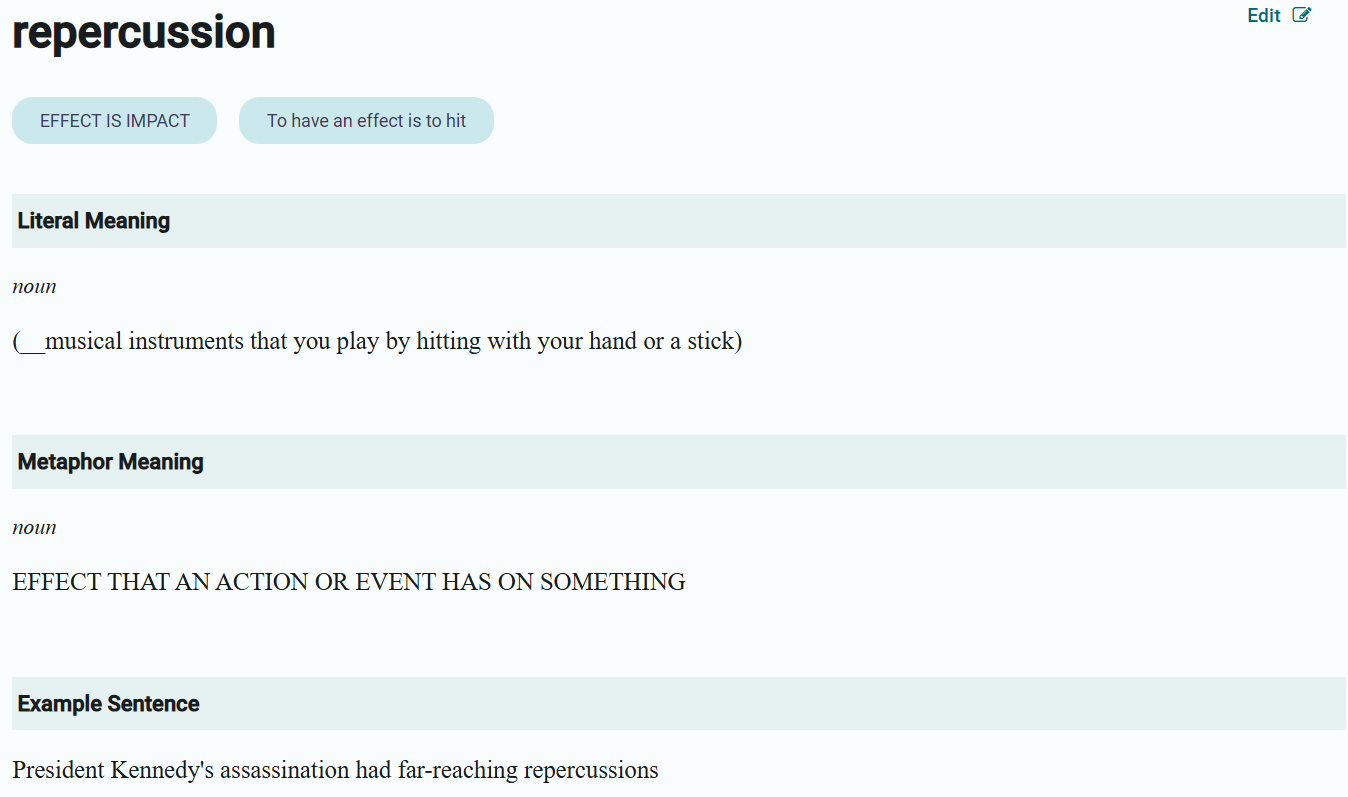 repercussion
Edit
EFFECT IS IMPACT
To have an effect is to hit
Literal Meaning
noun
(__musical instruments that you play by hitting with your hand or a stick)
Metaphor Meaning
noun
EFFECT THAT AN ACTION OR EVENT HAS ON SOMETHING
Example Sentence
President Kennedy's assassination had far-reaching repercussions